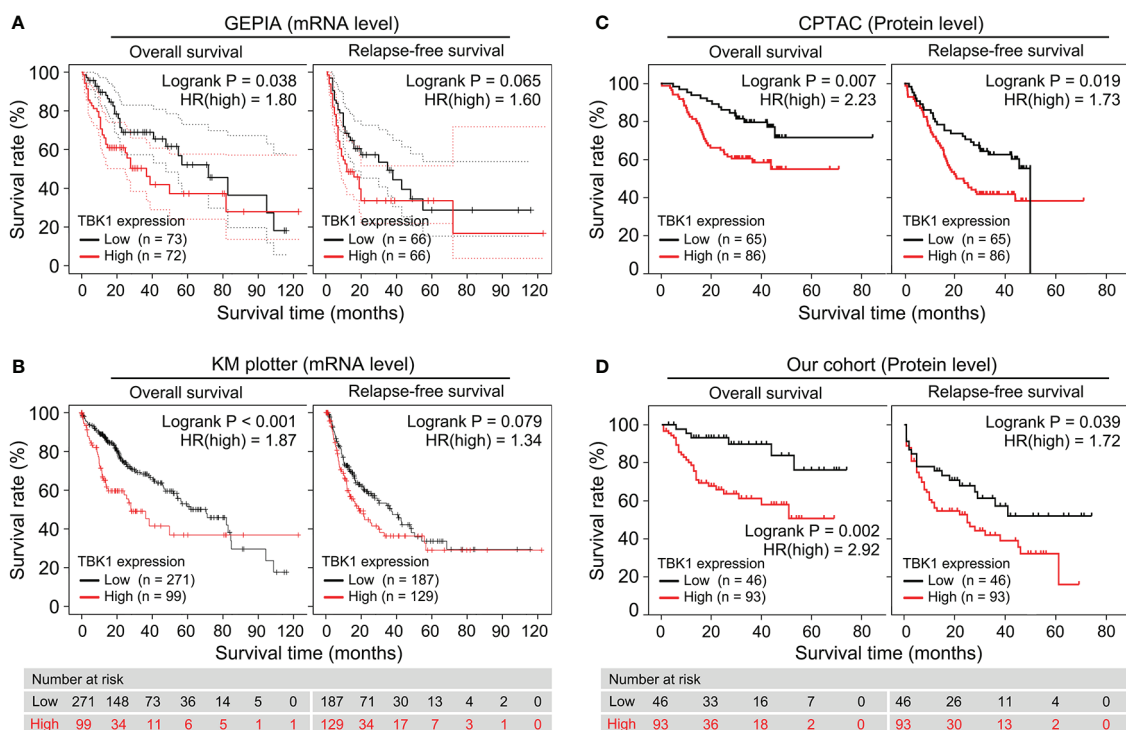 A
GEPIA (mRNA level)
Overall survival
Relapse-free survival
Survival rate (%)
100
80
60
40
20
0
Logrank P = 0.038
HR(high) = 1.80
TBK1 expression
Low (n = 73)
High (n = 72)
0 20 40 60 80 100 120
Logrank P = 0.065
HR(high) = 1.60
TBK1 expression
Low (n = 66)
High (n = 66)
0 20 40 60 80 100 120
Survival time (months)
C
CPTAC (Protein level)
Overall survival
Relapse-free survival
Survival rate (%)
100
80
60
40
20
0
Logrank P = 0.007
HR(high) = 2.23
TBK1 expression
Low (n = 65)
High (n = 86)
0 20 40 60 80
Logrank P = 0.019
HR(high) = 1.73
TBK1 expression
Low (n = 65)
High (n = 86)
0 20 40 60 80
Survival time (months)
B
KM plotter (mRNA level)
Overall survival
Relapse-free survival
Survival rate (%)
100
80
60
40
20
0
Logrank P < 0.001
HR(high) = 1.87
TBK1 expression
Low (n = 271)
High (n = 99)
0 20 40 60 80 100 120
Logrank P = 0.079
HR(high) = 1.34
TBK1 expression
Low (n = 187)
High (n = 129)
0 20 40 60 80 100 120
Survival time (months)
Number at risk
Low 271 148 73 36 14 5 0 187 71 30 13 4 2 0
High 99 34 11 6 5 1 1 129 34 17 7 3 1 0
D
Our cohort (Protein level)
Overall survival
Relapse-free survival
Survival rate (%)
100
80
60
40
20
0
Logrank P = 0.002
HR(high) = 2.92
TBK1 expression
Low (n = 46)
High (n = 93)
0 20 40 60 80
Logrank P = 0.039
HR(high) = 1.72
TBK1 expression
Low (n = 46)
High (n = 93)
0 20 40 60 80
Survival time (months)
Number at risk
Low 46 33 16 7 0 46 26 11 4 0
High 93 36 18 2 0 93 30 13 2 0